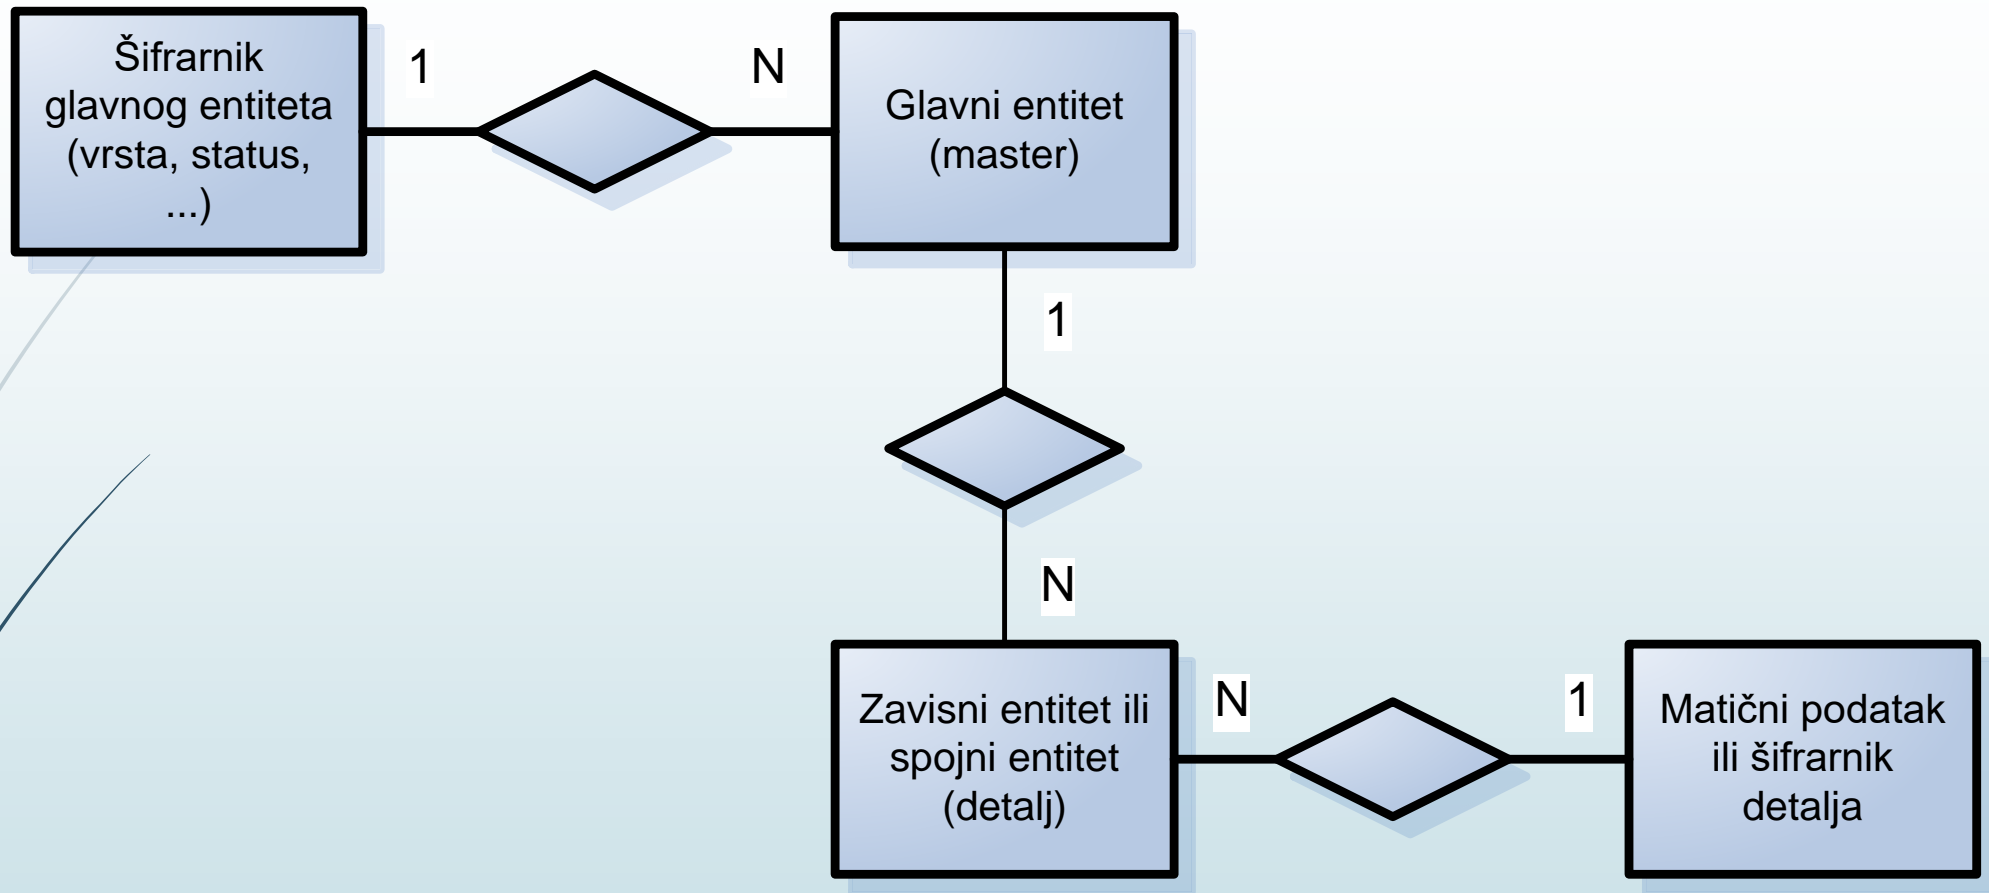 Šifrarnik
glavnog entiteta
(vrsta, status,
...)
1
N
Glavni entitet
(master)
1
N
Zavisni entitet ili
spojni entitet
(detalj)
N
1
Matični podatak
ili šifrarnik
detalja